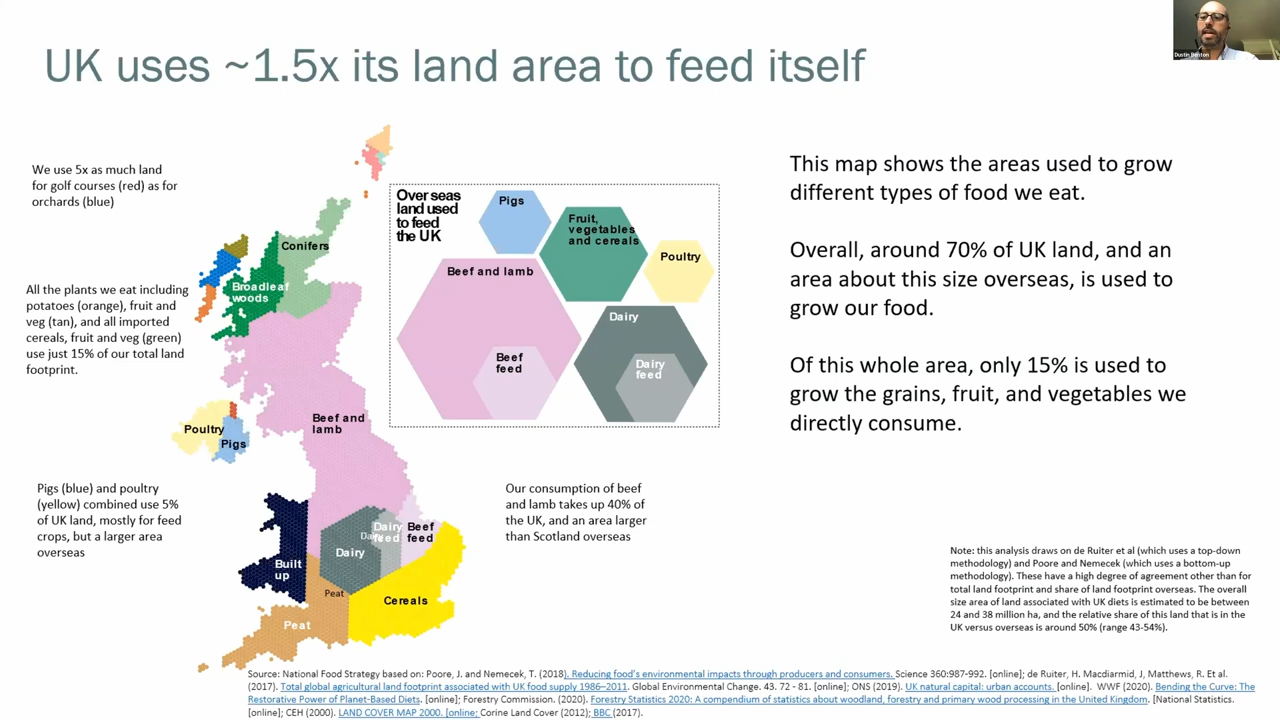 UK uses ~1.5x its land area to feed itself
Dustin Benton
We use 5x as much land
for golf courses (red) as for
orchards (blue)
All the plants we eat including
potatoes (orange), fruit and
veg (tan), and all imported
cereals, fruit and veg (green)
use just 15% of our total land
footprint.
Pigs (blue) and poultry
(yellow) combined use 5%
of UK land, mostly for feed
crops, but a larger area
overseas
Conifers
Broadleaf
woods
Beef and
lamb
Poultry
Pigs
Dairy
feed
Beef
feed
Dairy
Built
up
Peat
Cereals
Peat
Over seas
land used
to feed
the UK
Pigs
Fruit,
vegetables
and cereals
Poultry
Beef and lamb
Dairy
Beef
feed
Dairy
feed
Our consumption of beef
and lamb takes up 40% of
the UK, and an area larger
than Scotland overseas
This map shows the areas used to grow
different types of food we eat.
Overall, around 70% of UK land, and an
area about this size overseas, is used to
grow our food.
Of this whole area, only 15% is used to
grow the grains, fruit, and vegetables we
directly consume.
Note: this analysis draws on de Ruiter et al (which uses a top-down
methodology) and Poore and Nemecek (which uses a bottom-up
methodology). These have a high degree of agreement other than for
total land footprint and share of land footprint overseas. The overall
size area of land associated with UK diets is estimated to be between
24 and 38 million ha, and the relative share of this land that is in the
UK versus overseas is around 50% (range 43-54%).
Source: National Food Strategy based on: Poore, J. and Nemecek, T. (2018). Reducing food's environmental impacts through producers and consumers. Science 360:987-992. [online]; de Ruiter, H. Macdiarmid, J, Matthews, R. Et al.
(2017). Total global agricultural land footprint associated with UK food supply 1986–2011. Global Environmental Change. 43. 72 - 81. [online]; ONS (2019). UK natural capital: urban accounts. [online]. WWF (2020). Bending the Curve: The
Restorative Power of Planet-Based Diets. [online]; Forestry Commission. (2020). Forestry Statistics 2020: A compendium of statistics about woodland, forestry and primary wood processing in the United Kingdom. [National Statistics.
[online]; CEH (2000). LAND COVER MAP 2000. [online; Corine Land Cover (2012); BBC (2017).